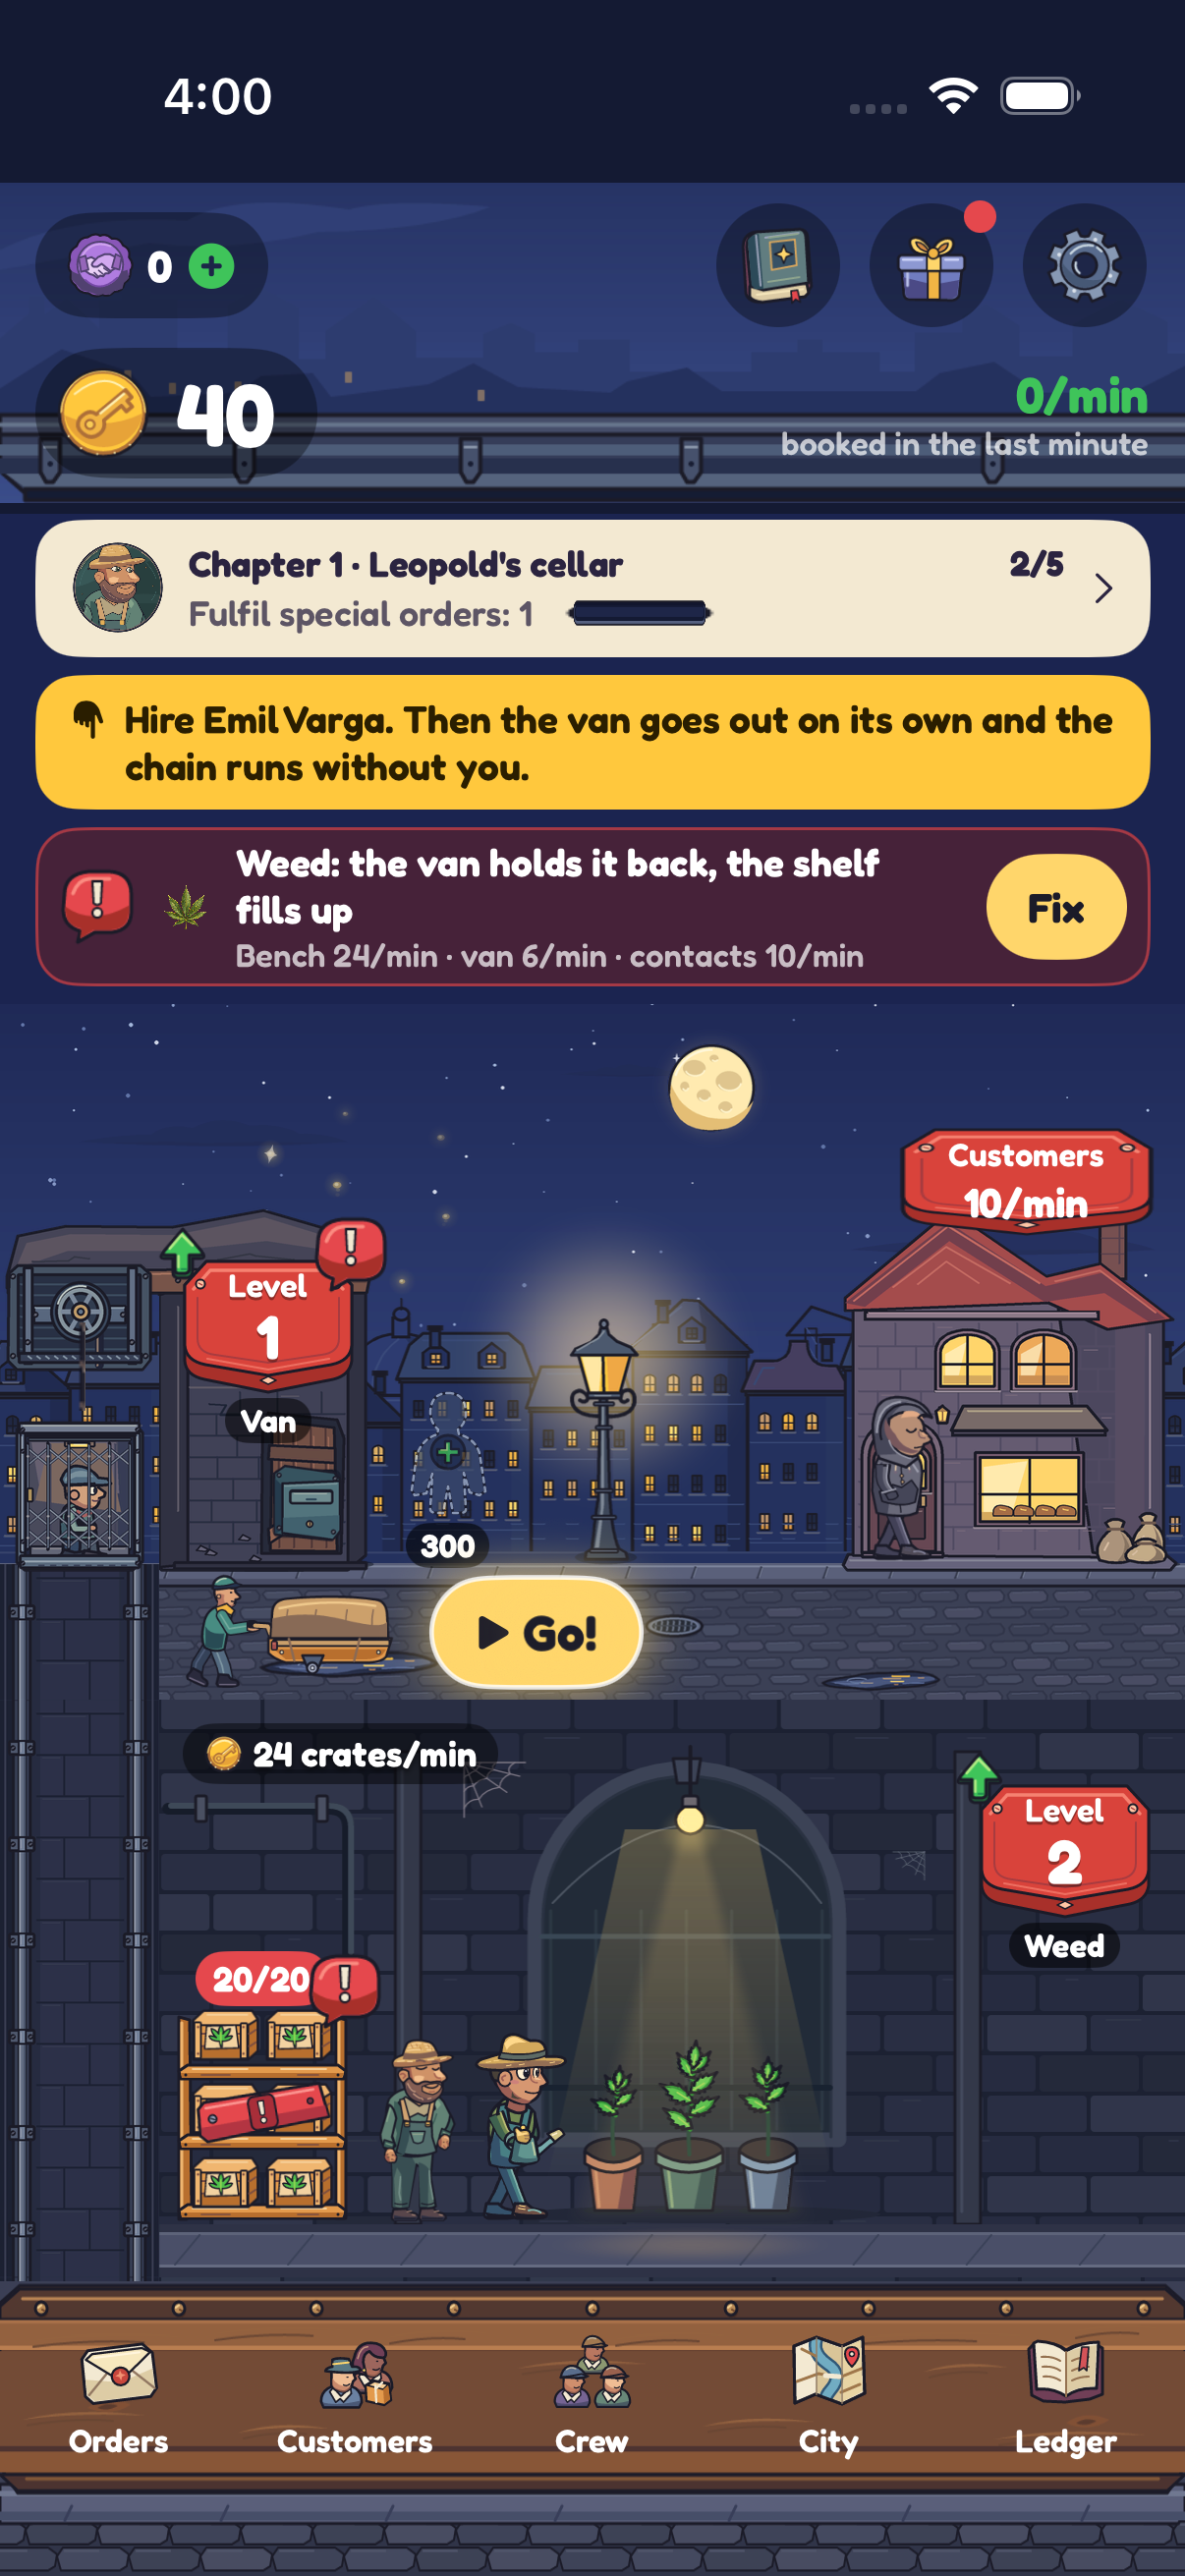 4:00
0
40
0/min
booked in the last minute
Chapter 1 · Leopold's cellar
2/5
Fulfil special orders: 1
Hire Emil Varga. Then the van goes out on its own and the
chain runs without you.
Weed: the van holds it back, the shelf
fills up
Bench 24/min · van 6/min · contacts 10/min
Fix
Customers
10/min
Level
1
Van
300
Go!
24 crates/min
Level
2
Weed
20/20
Orders
Customers
Crew
City
Ledger